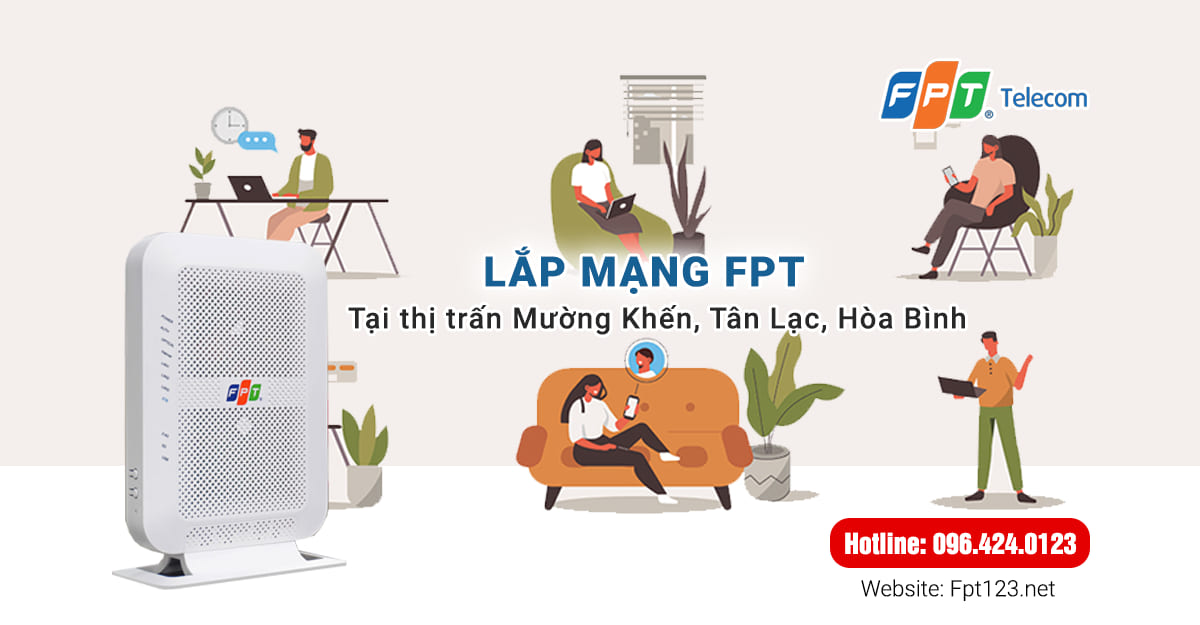 FPT Telecom
LẮP MẠNG FPT
Tại thị trấn Mường Khến, Tân Lạc, Hòa Bình
FPT
Hotline: 096.424.0123
Website: Fpt123.net